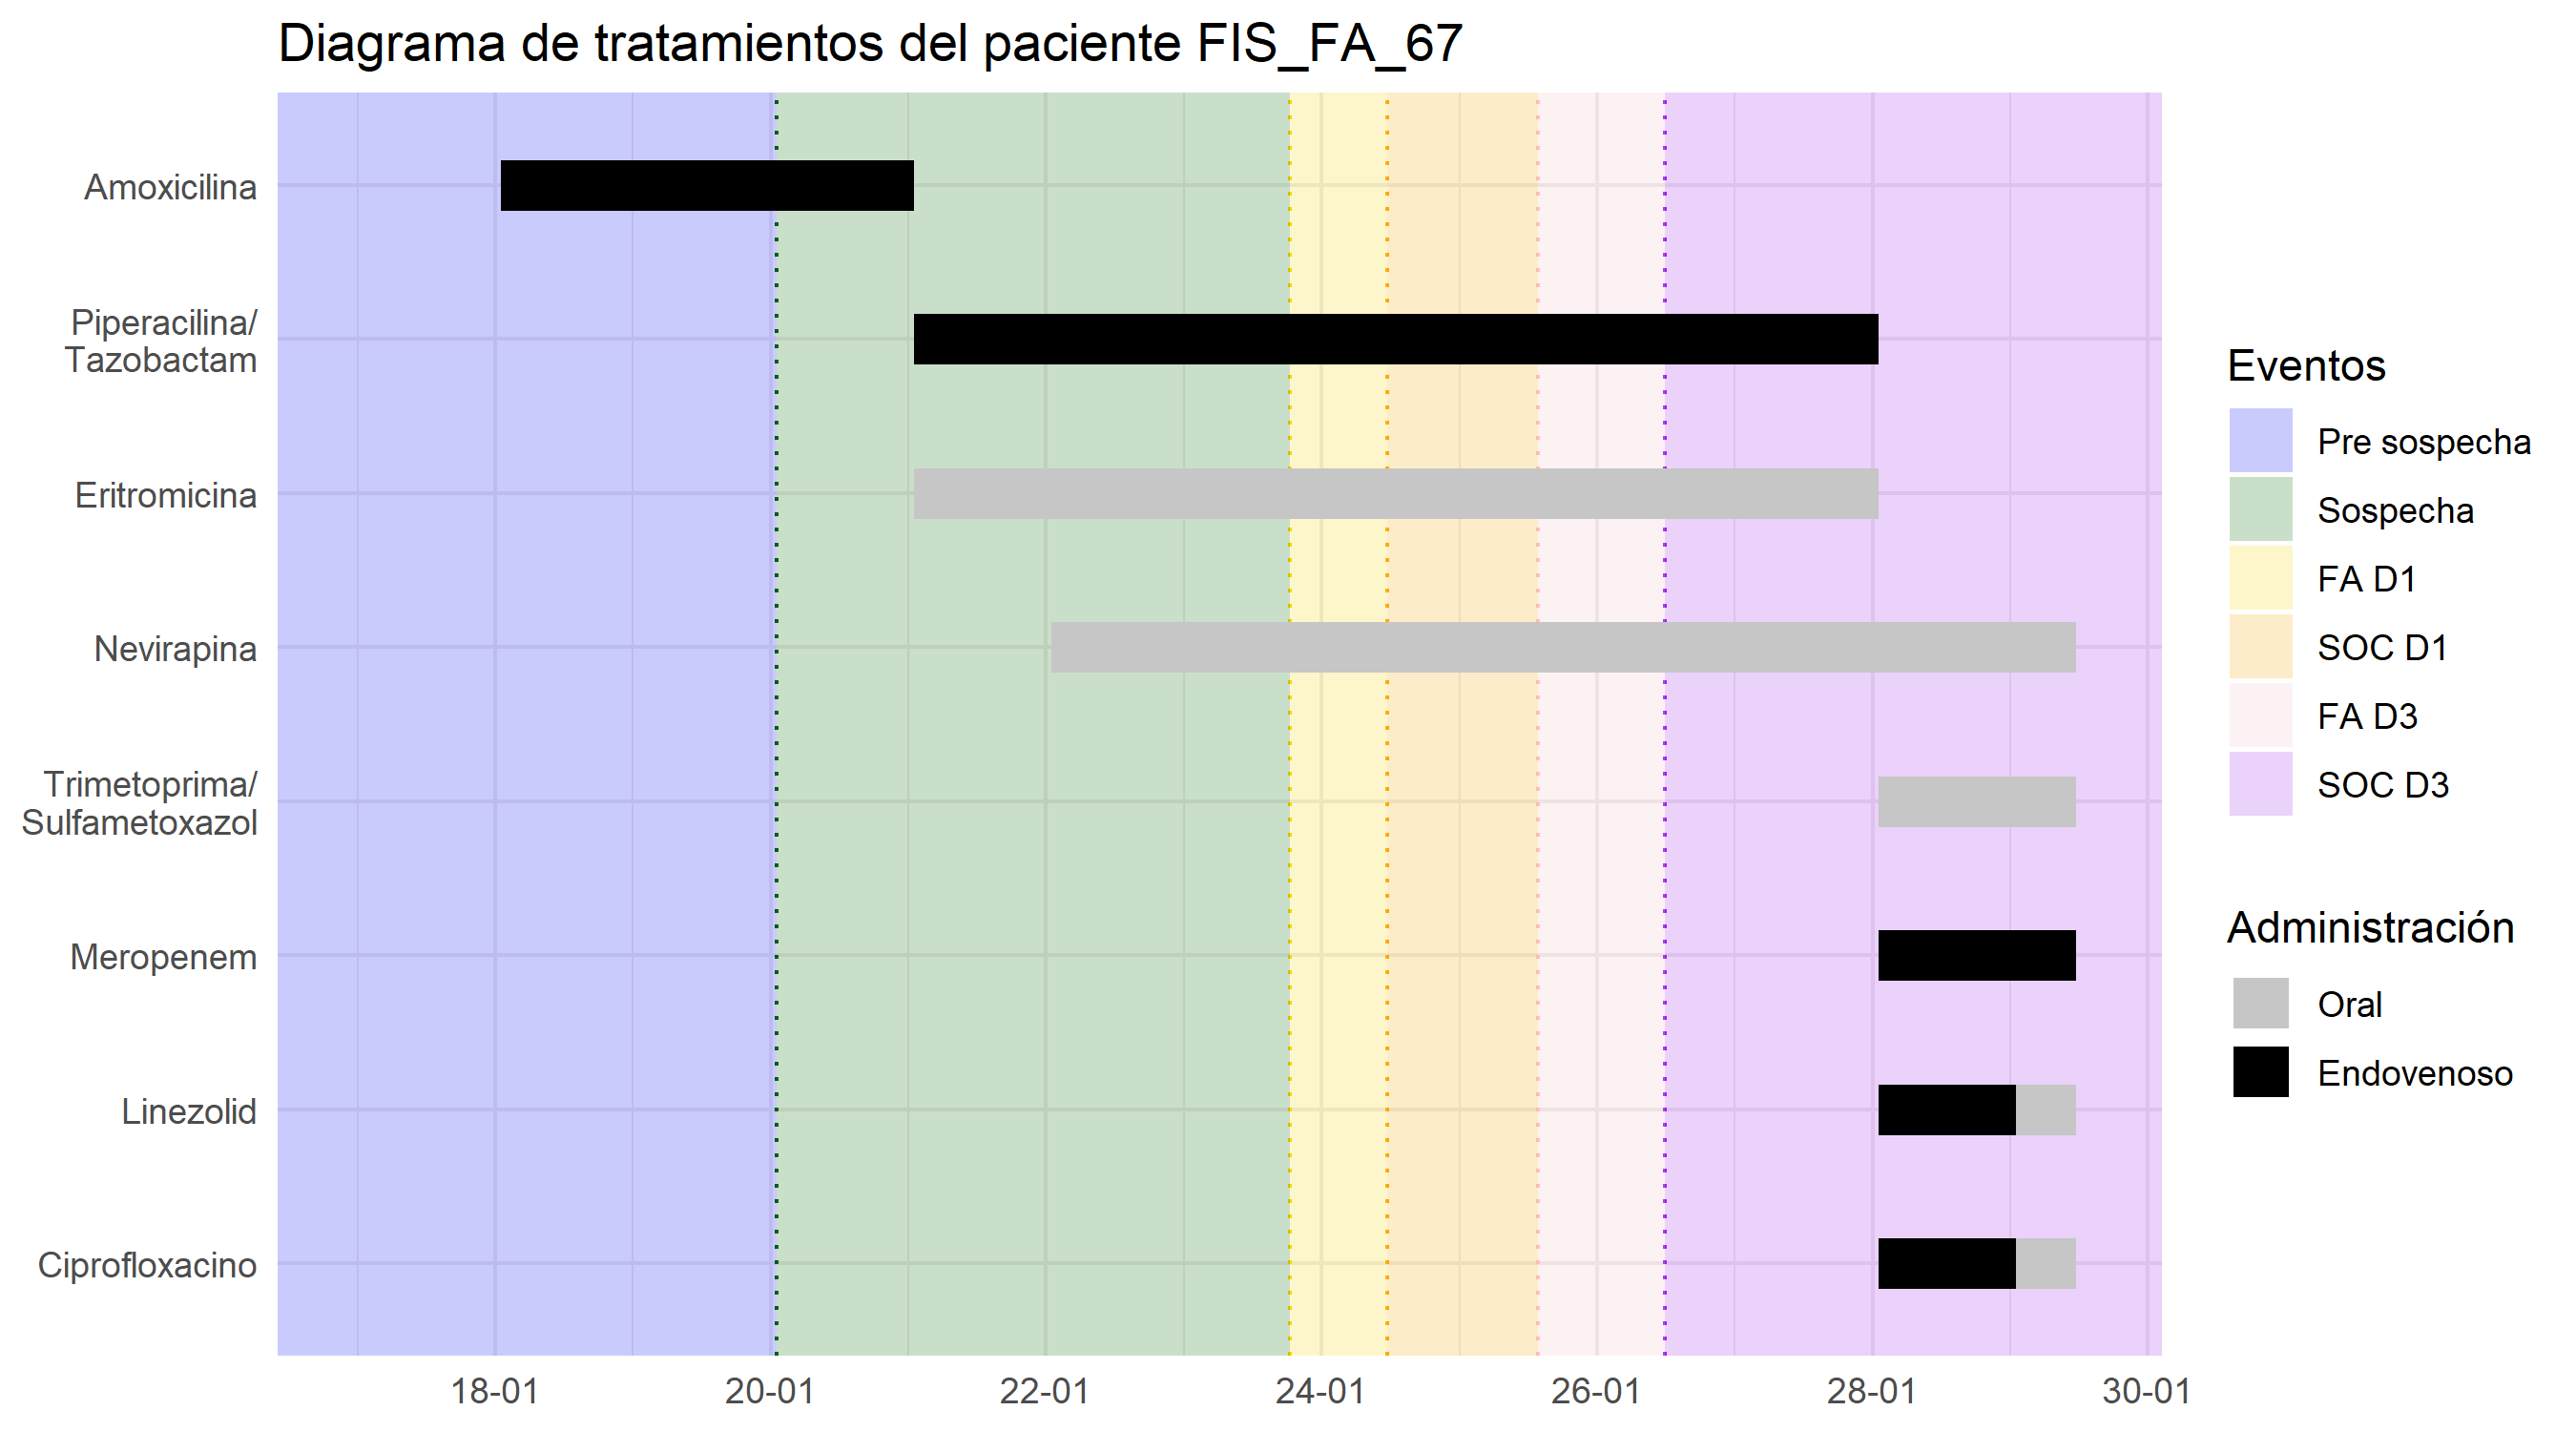 Diagrama de tratamientos del paciente FIS_FA_67
Amoxicilina
Piperacilina/
Tazobactam
Eritromicina
Nevirapina
Trimetoprima/
Sulfametoxazol
Meropenem
Linezolid
Ciprofloxacino
18-01
20-01
22-01
24-01
26-01
28-01
30-01
Eventos
Pre sospecha
Sospecha
FA D1
SOC D1
FA D3
SOC D3
Administración
Oral
Endovenoso